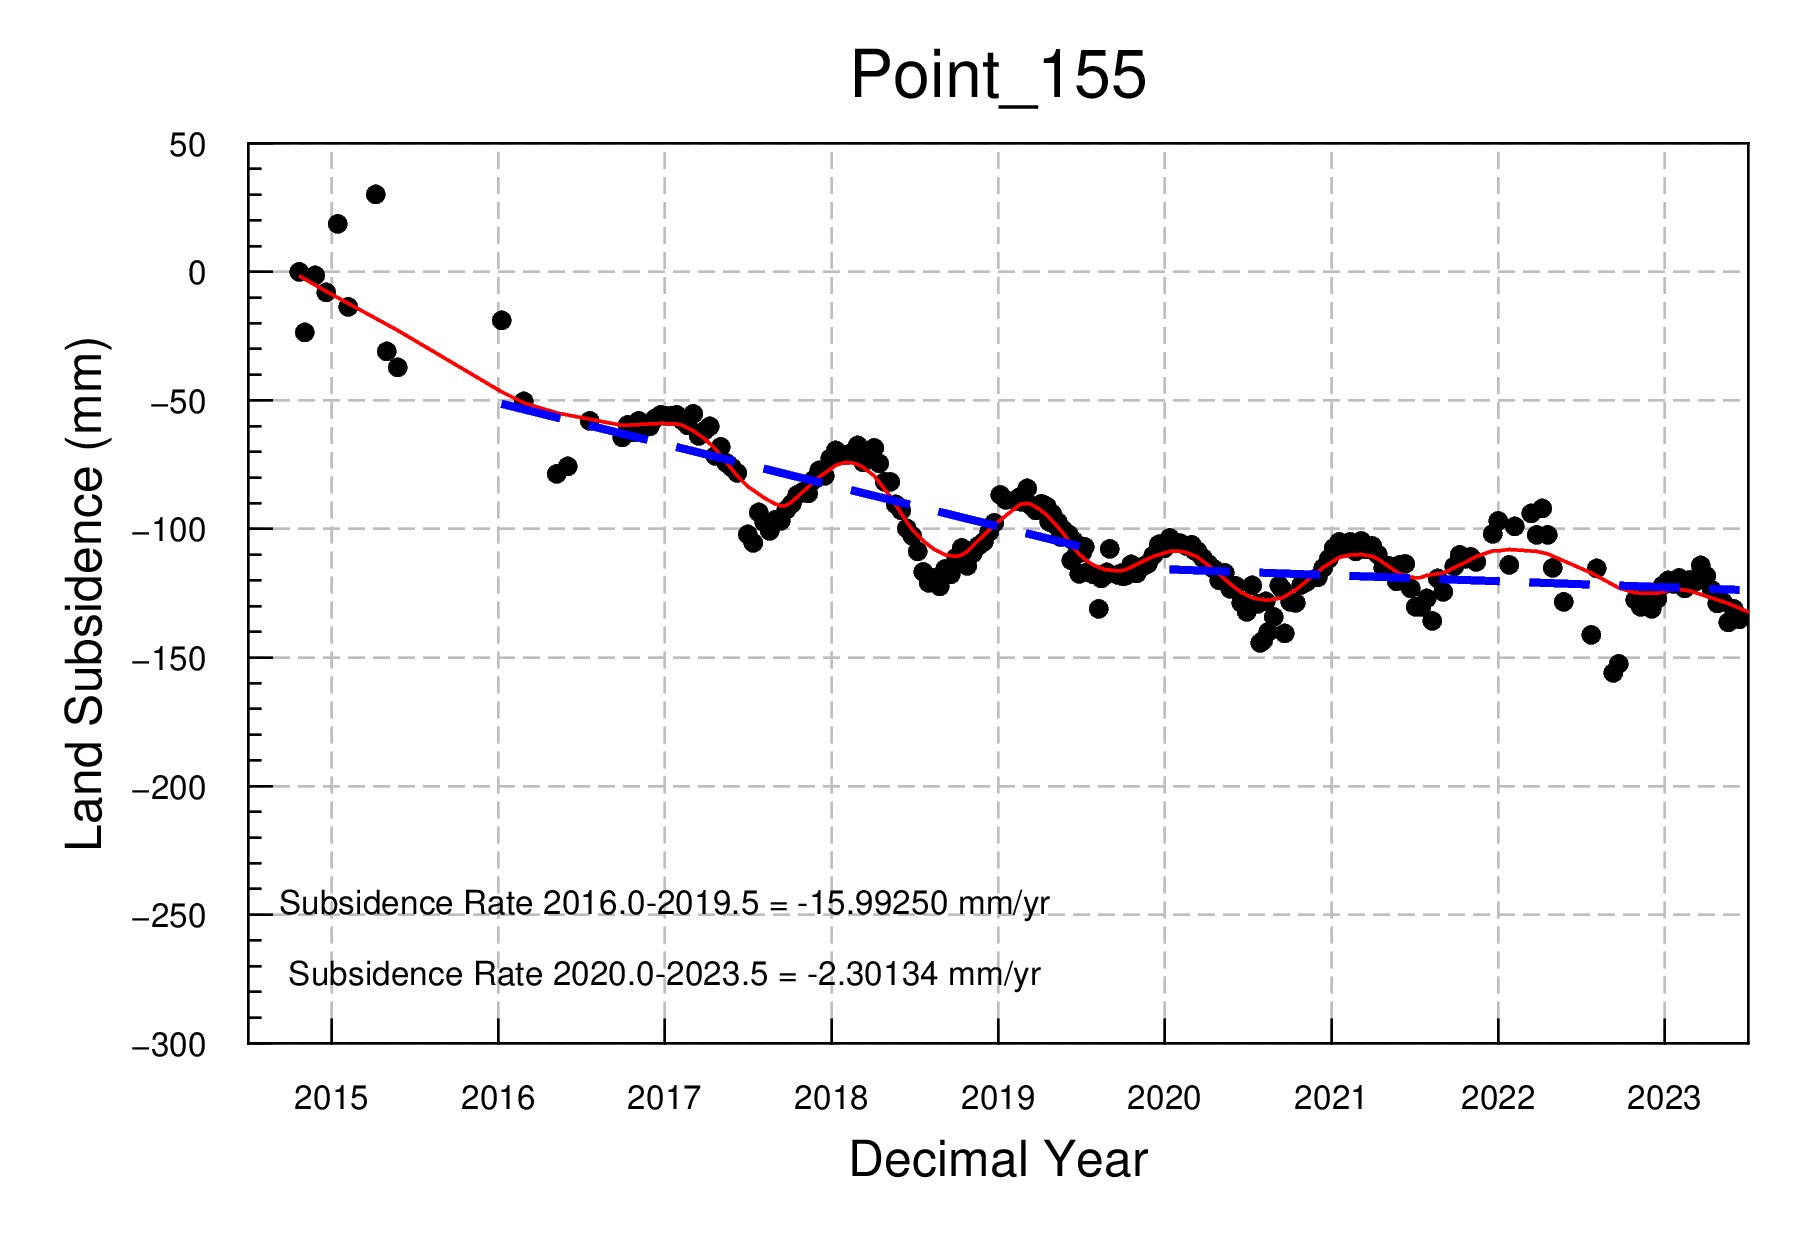 Point_155
Land Subsidence (mm)
50
0
−50
−100
−150
−200
−250
−300
Subsidence Rate 2016.0-2019.5 = -15.99250 mm/yr
Subsidence Rate 2020.0-2023.5 = -2.30134 mm/yr
2015 2016 2017 2018 2019 2020 2021 2022 2023
Decimal Year